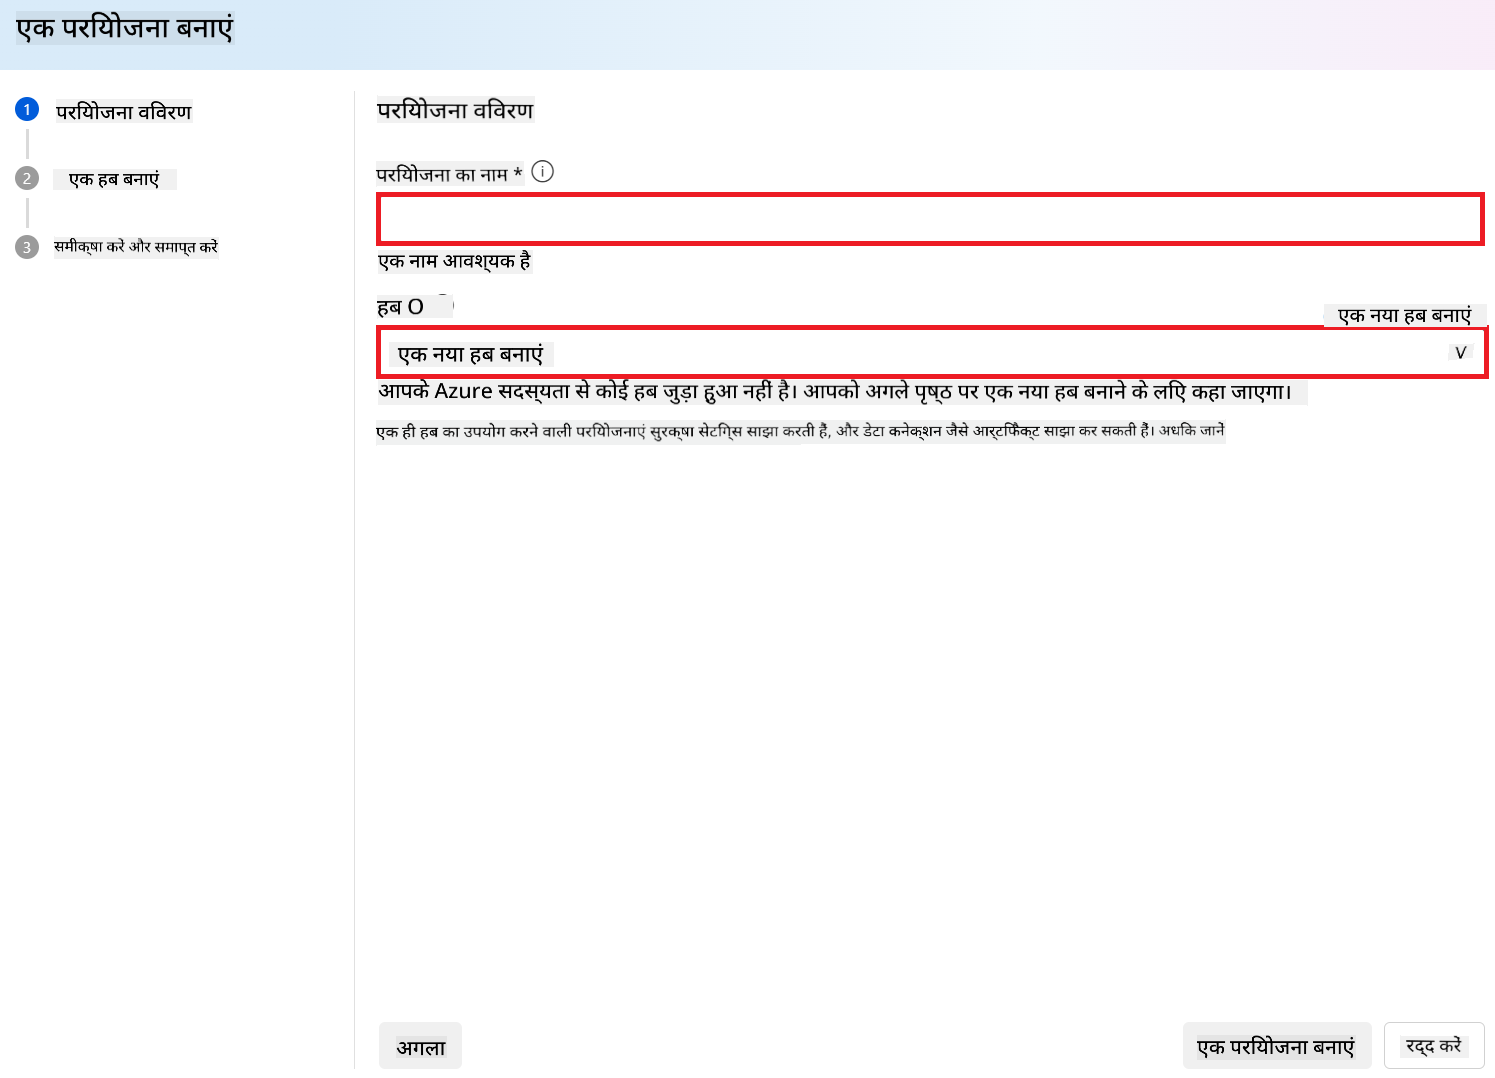 एक परियोजना बनाएं
1 परियोजना विवरण
2 एक हब बनाएं
3 समीक्षा करें और समाप्त करें
परियोजना विवरण
परियोजना का नाम * i
एक नाम आवश्यक है
हब O
एक नया हब बनाएं
एक नया हब बनाएं V
आपके Azure सदस्यता से कोई हब जुड़ा हुआ नहीं है। आपको अगले पृष्ठ पर एक नया हब बनाने के लिए कहा जाएगा।
एक ही हब का उपयोग करने वाली परियोजनाएं सुरक्षा सेटिंग्स साझा करती हैं, और डेटा कनेक्शन जैसे आर्टिफैक्ट साझा कर सकती हैं। अधिक जानें
अगला
एक परियोजना बनाएं
रद्द करें